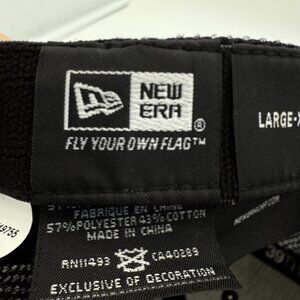 NEW
ERA
®
FLY YOUR OWN FLAG™
LARGE-X
FABRIQUE EN CHINE
57%POLYESTER 43%COTTON
MADE IN CHINA
RN11493 CA40289
EXCLUSIVE OF DECORATION
9755